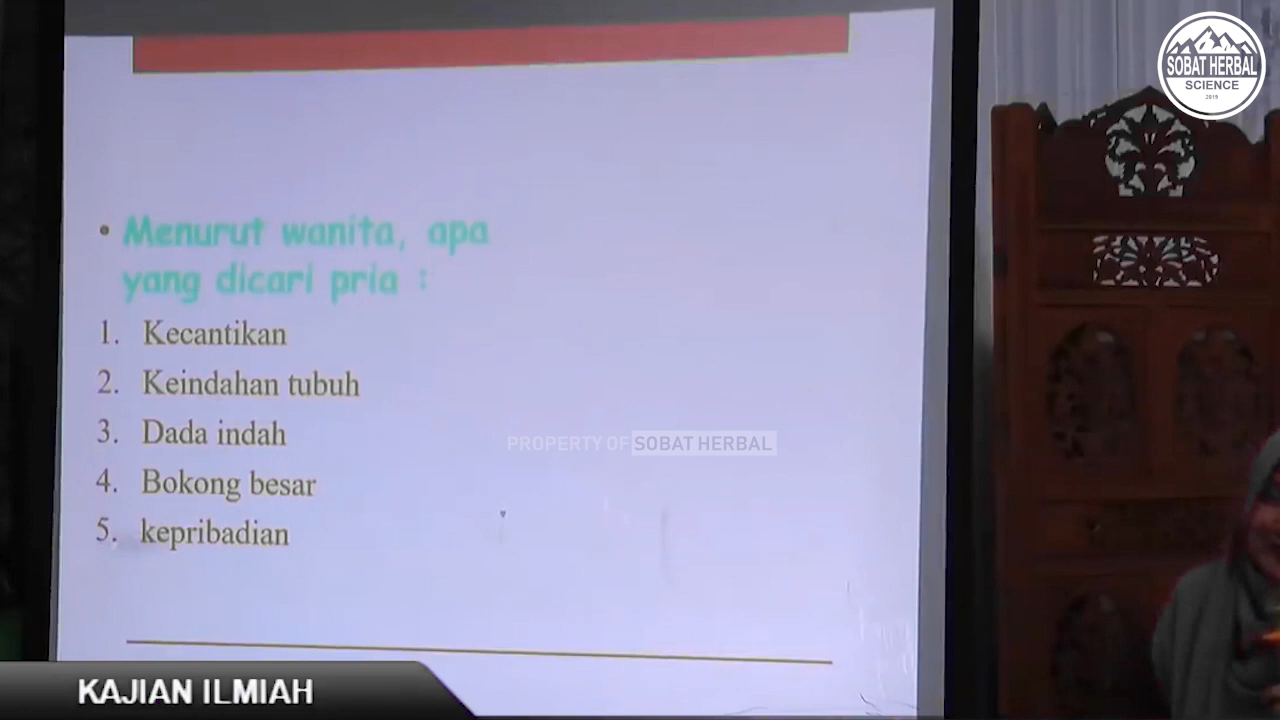 SOBAT HERBAL
SCIENCE
2019
• Menurut wanita, apa
yang dicari pria :
1. Kecantikan
2. Keindahan tubuh
3. Dada indah
4. Bokong besar
5. kepribadian
PROPERTY OF SOBAT HERBAL
KAJIAN ILMIAH